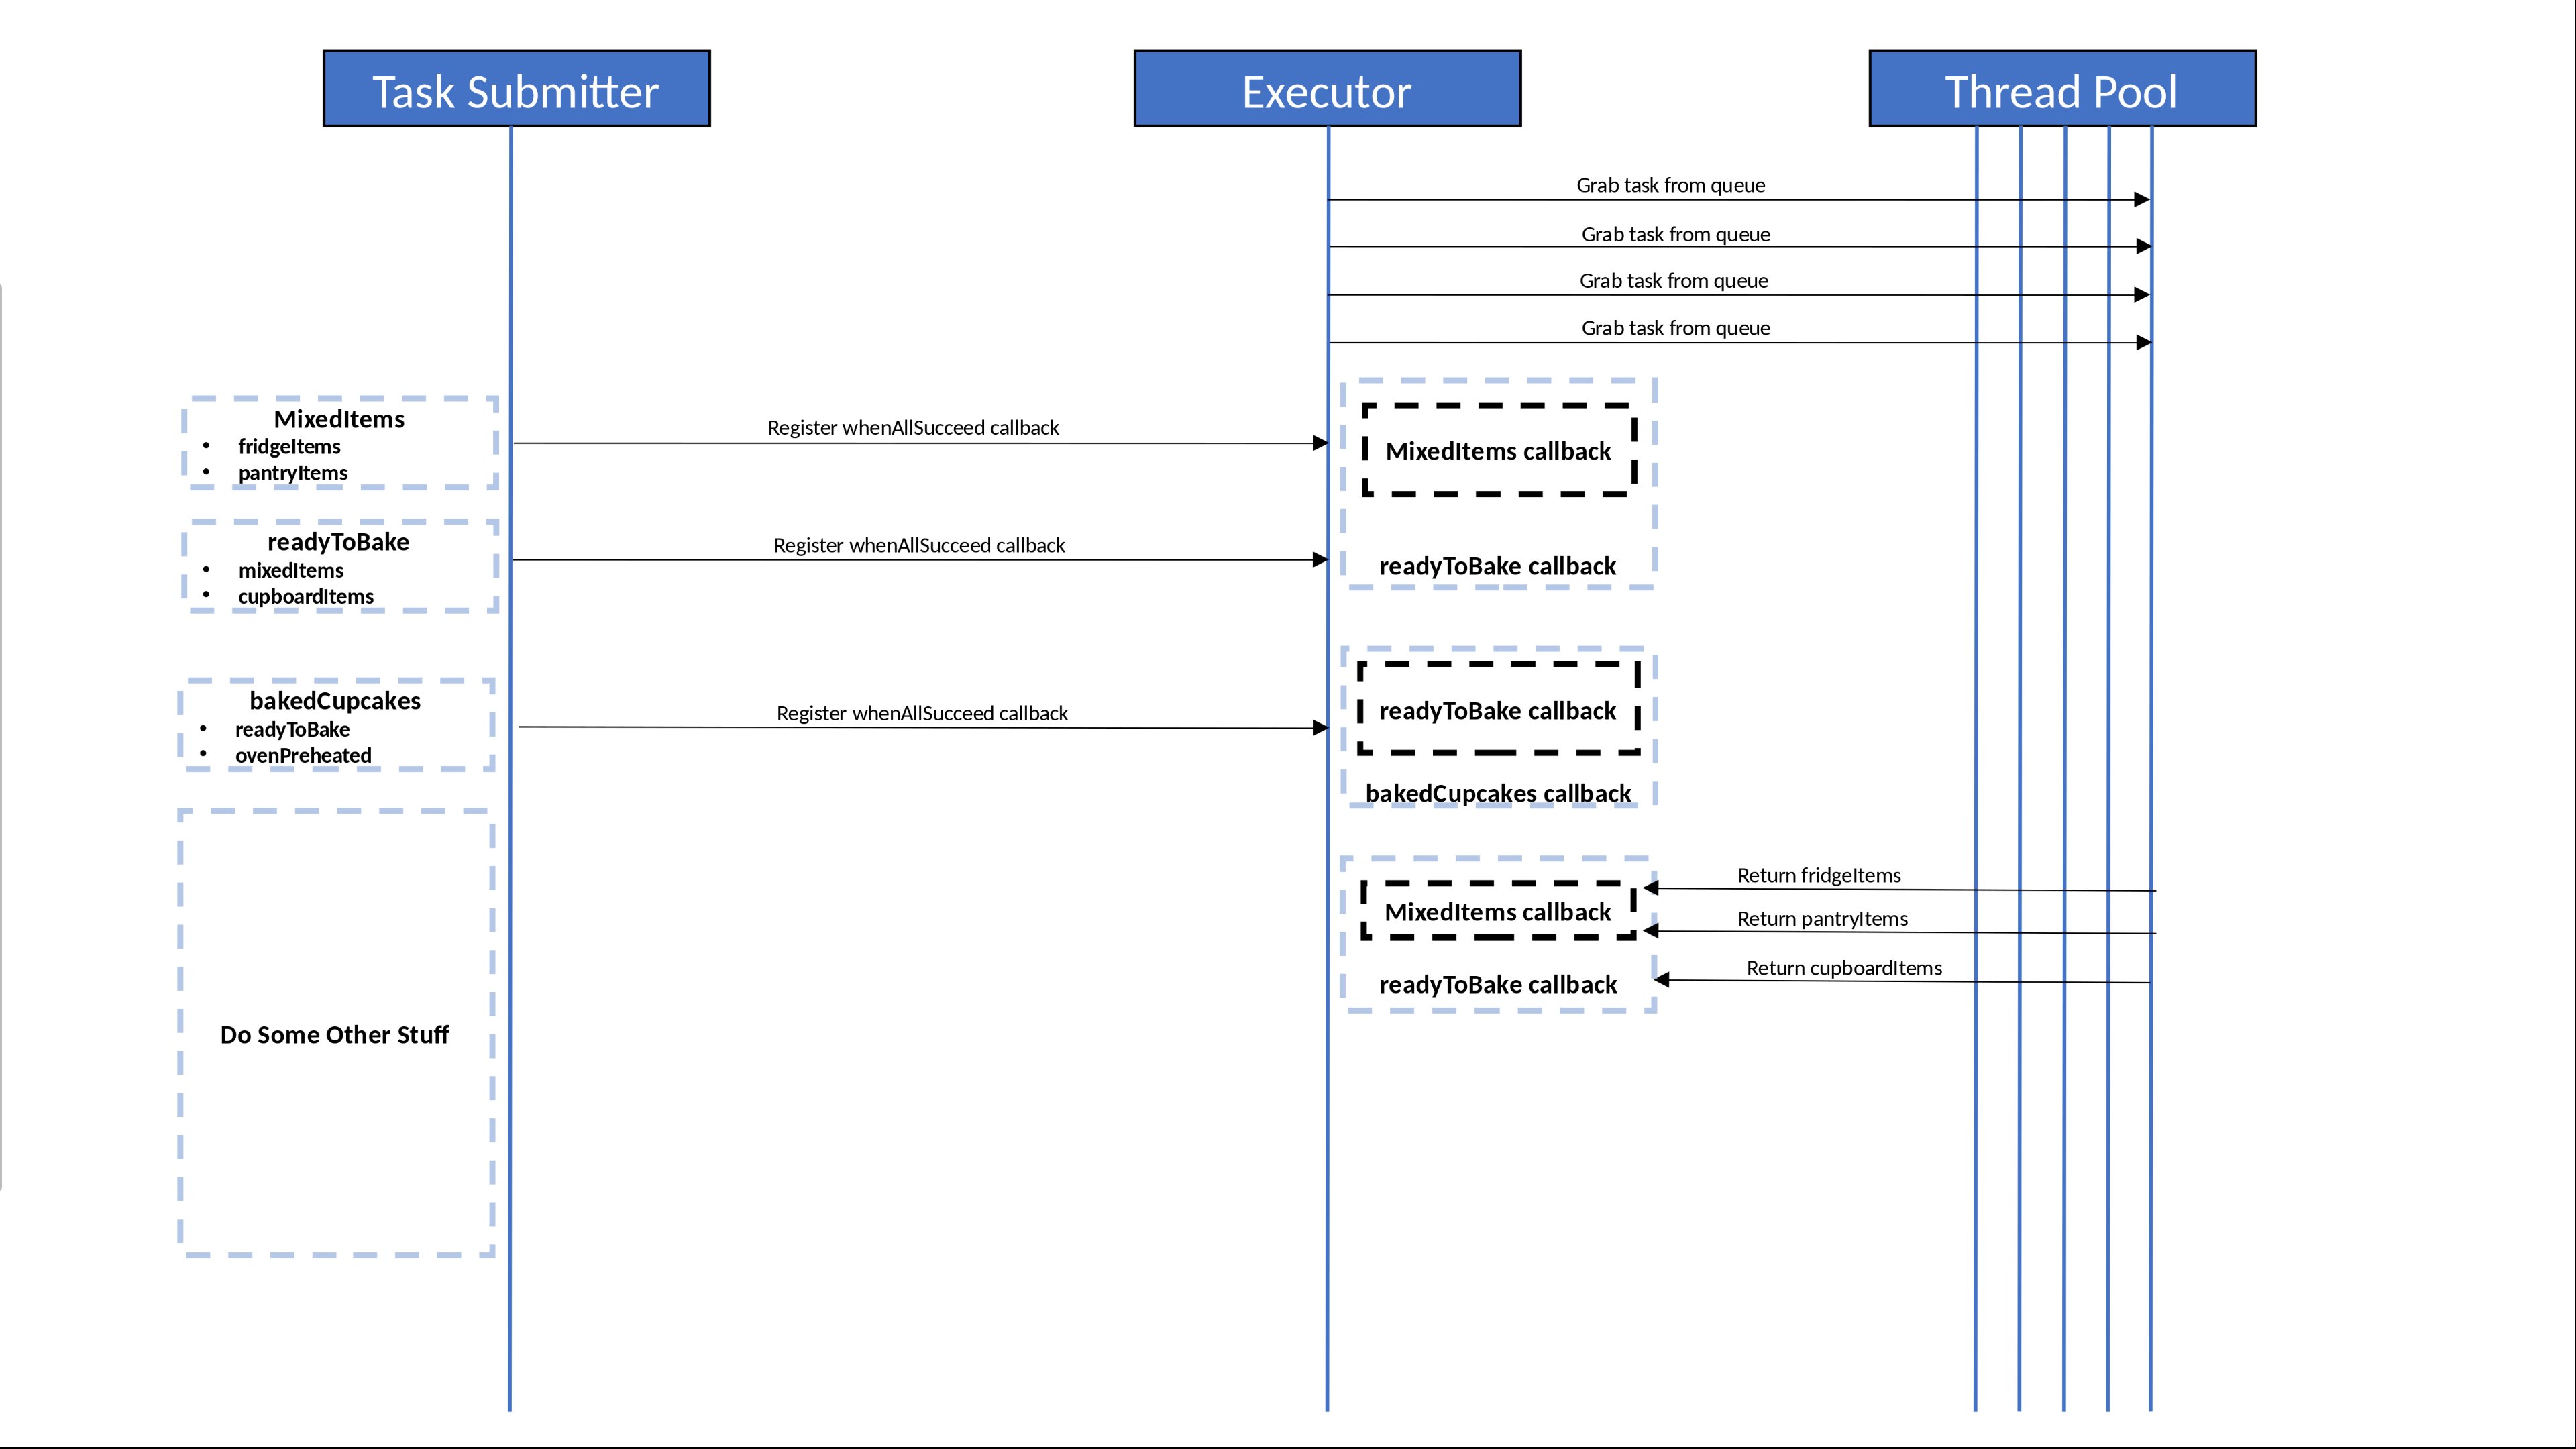 Task Submitter
Executor
Thread Pool
Grab task from queue
Grab task from queue
Grab task from queue
Grab task from queue
MixedItems
• fridgeItems
• pantryItems
Register whenAllSucceed callback
MixedItems callback
readyToBake
• mixedItems
• cupboardItems
Register whenAllSucceed callback
readyToBake callback
bakedCupcakes
• readyToBake
• ovenPreheated
Register whenAllSucceed callback
readyToBake callback
bakedCupcakes callback
Return fridgeItems
MixedItems callback
Return pantryItems
Return cupboardItems
readyToBake callback
Do Some Other Stuff